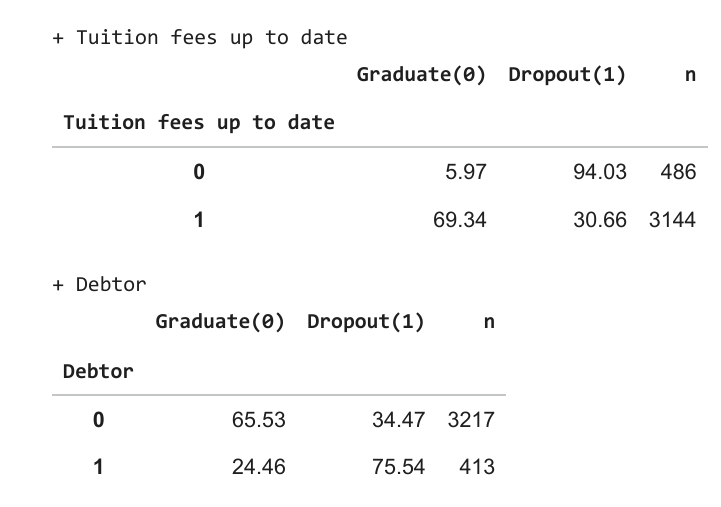 + Tuition fees up to date
Graduate(0) Dropout(1) n
Tuition fees up to date
0 5.97 94.03 486
1 69.34 30.66 3144
+ Debtor
Graduate(0) Dropout(1) n
Debtor
0 65.53 34.47 3217
1 24.46 75.54 413